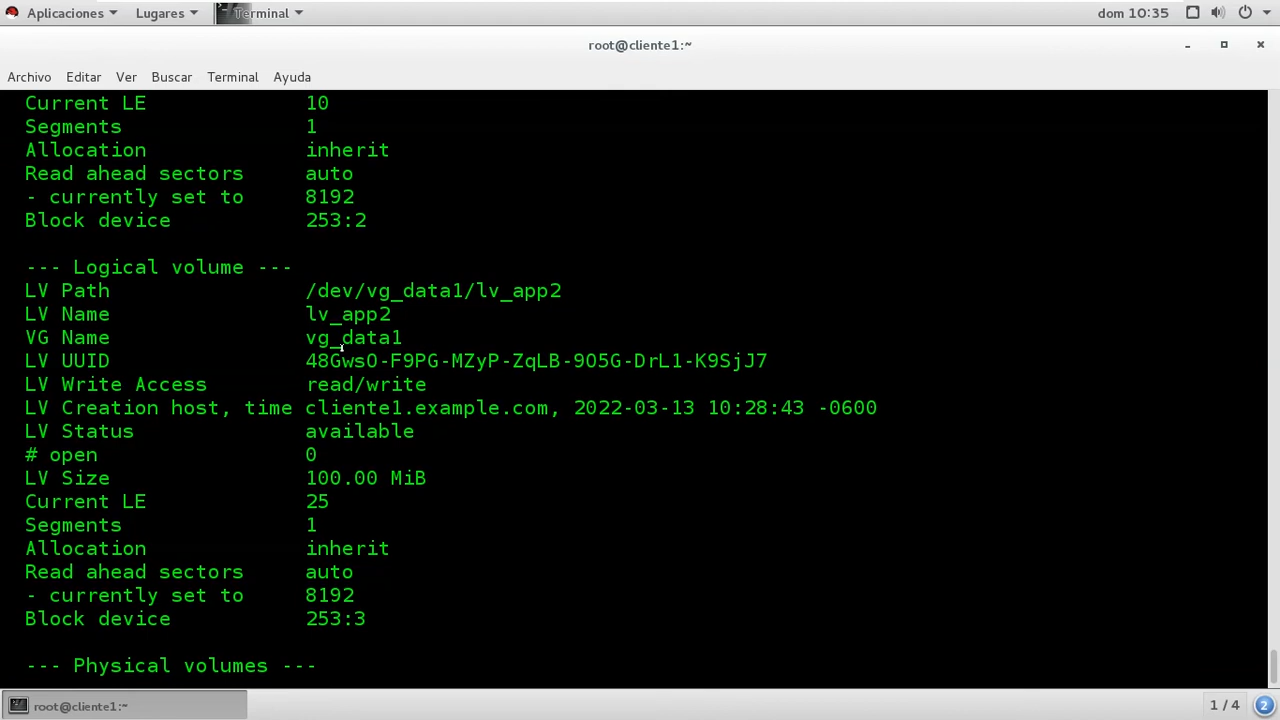 Aplicaciones Lugares Terminal dom 10:35
root@cliente1:~
Archivo Editar Ver Buscar Terminal Ayuda
Current LE 10
Segments 1
Allocation inherit
Read ahead sectors auto
- currently set to 8192
Block device 253:2
--- Logical volume ---
LV Path /dev/vg_data1/lv_app2
LV Name lv_app2
VG Name vg_data1
LV UUID 48GwsO-F9PG-MZyP-ZqLB-9O5G-DrL1-K9SjJ7
LV Write Access read/write
LV Creation host, time cliente1.example.com, 2022-03-13 10:28:43 -0600
LV Status available
# open 0
LV Size 100.00 MiB
Current LE 25
Segments 1
Allocation inherit
Read ahead sectors auto
- currently set to 8192
Block device 253:3
--- Physical volumes ---
root@cliente1:~ 1 / 4 2